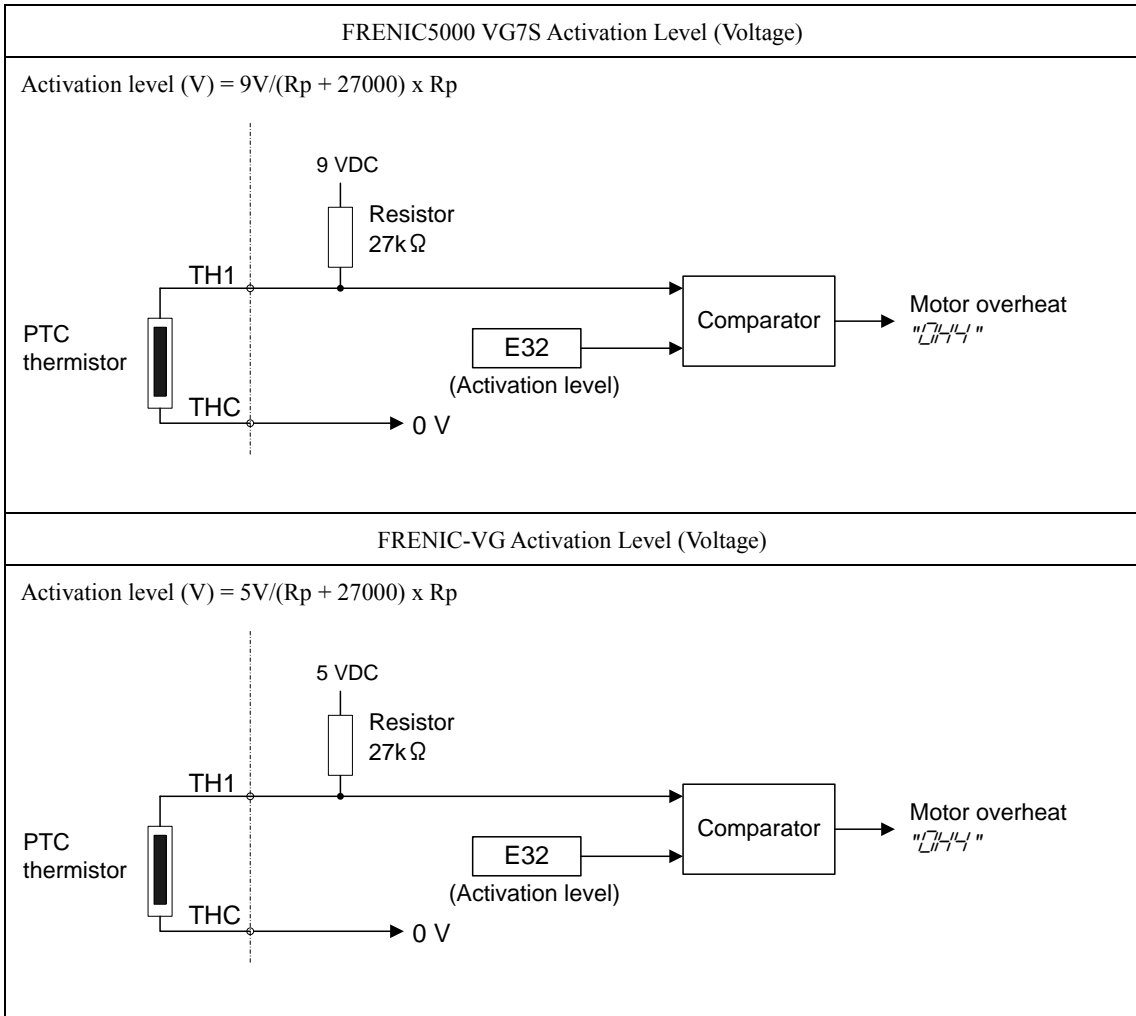 FRENIC5000 VG7S Activation Level (Voltage)
Activation level (V) = 9V/(Rp + 27000) x Rp
9 VDC
Resistor
27kΩ
TH1
PTC
thermistor
THC
E32
(Activation level)
0 V
Comparator
Motor overheat
"OH4"
FRENIC-VG Activation Level (Voltage)
Activation level (V) = 5V/(Rp + 27000) x Rp
5 VDC
Resistor
27kΩ
TH1
PTC
thermistor
THC
E32
(Activation level)
0 V
Comparator
Motor overheat
"OH4"